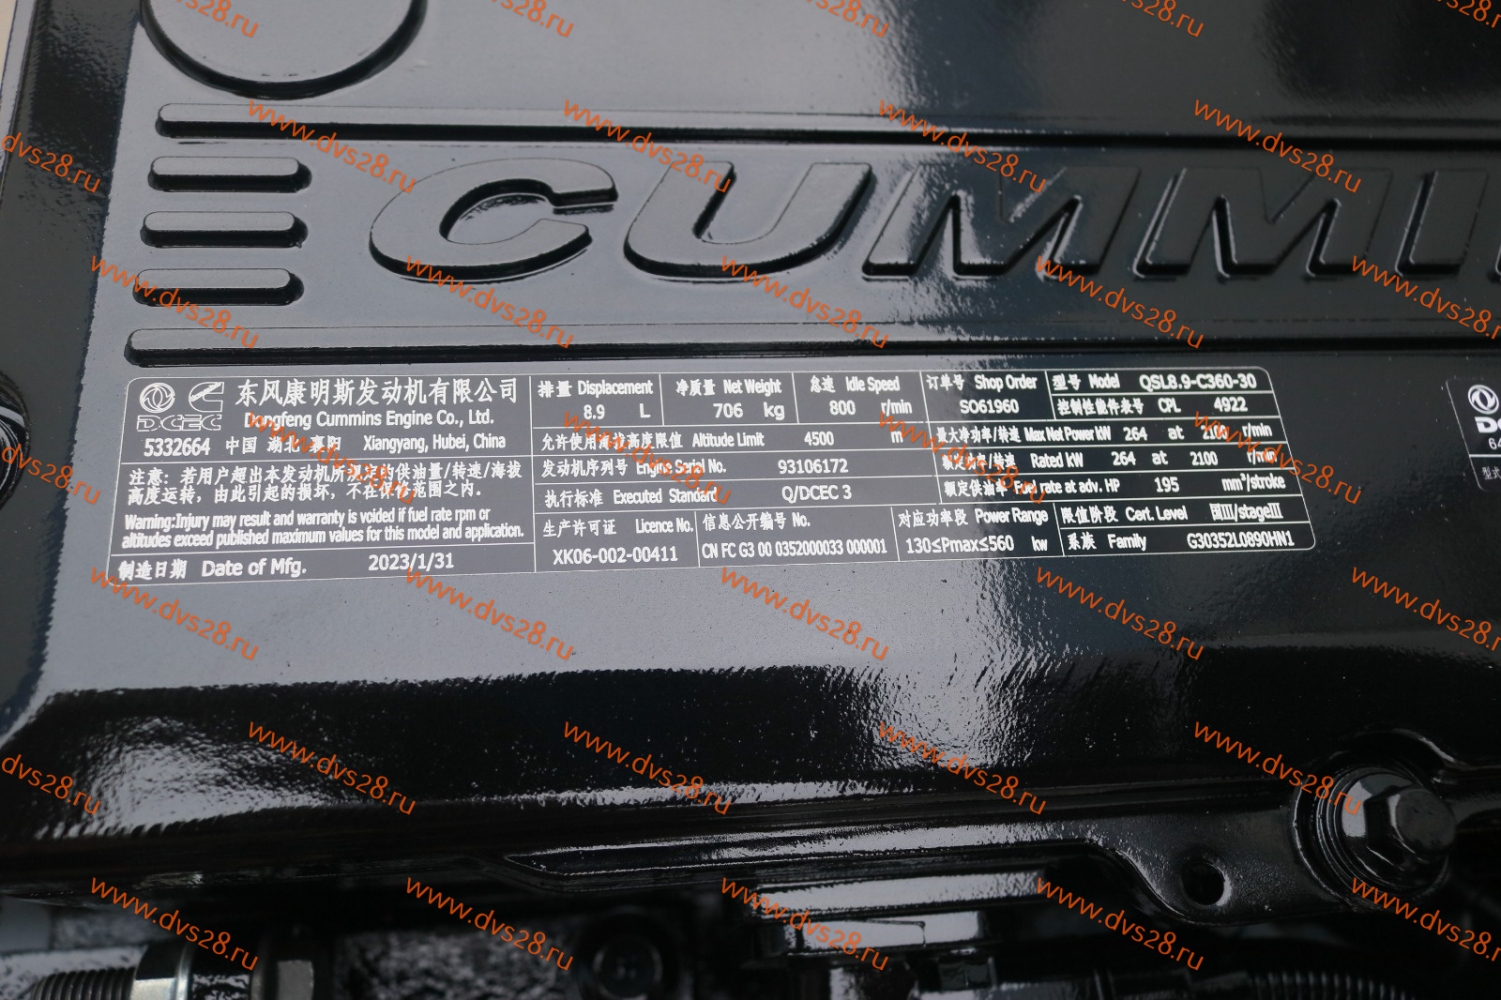 CUMMI
东风康明斯发动机有限公司
DCEC Dongfeng Cummins Engine Co., Ltd.
5332664 中国 湖北 襄阳 Xiangyang, Hubei, China
注意: 若用户超出本发动机所规定的供油量/转速/海拔
高度运转, 由此引起的损坏, 不在保修范围之内.
Warning:Injury may result and warranty is voided if fuel rate rpm or
altitudes exceed published maximum values for this model and application.
制造日期 Date of Mfg. 2023/1/31
排量 Displacement
8.9 L
净质量 Net Weight
706 kg
怠速 Idle Speed
800 r/min
允许使用海拔高度限值 Altitude Limit 4500 m
发动机序列号 Engine Serial No. 93106172
执行标准 Executed Standard Q/DCEC 3
生产许可证 Licence No.
XK06-002-00411
信息公开编号 No.
CN FC G3 00 0352000033 000001
订单号 Shop Order
SO61960
型号 Model QSL8.9-C360-30
控制性能件表号 CPL 4922
最大净功率/转速 Max Net Power kW 264 at 2100 r/min
额定功率/转速 Rated kW 264 at 2100 r/min
额定供油率 Fuel rate at adv. HP 195 mm³/stroke
对应功率段 Power Range
130≤Pmax≤560 kw
限值阶段 Cert. Level 国III/stageIII
系族 Family G30352L0890HN1
www.dvs28.ru